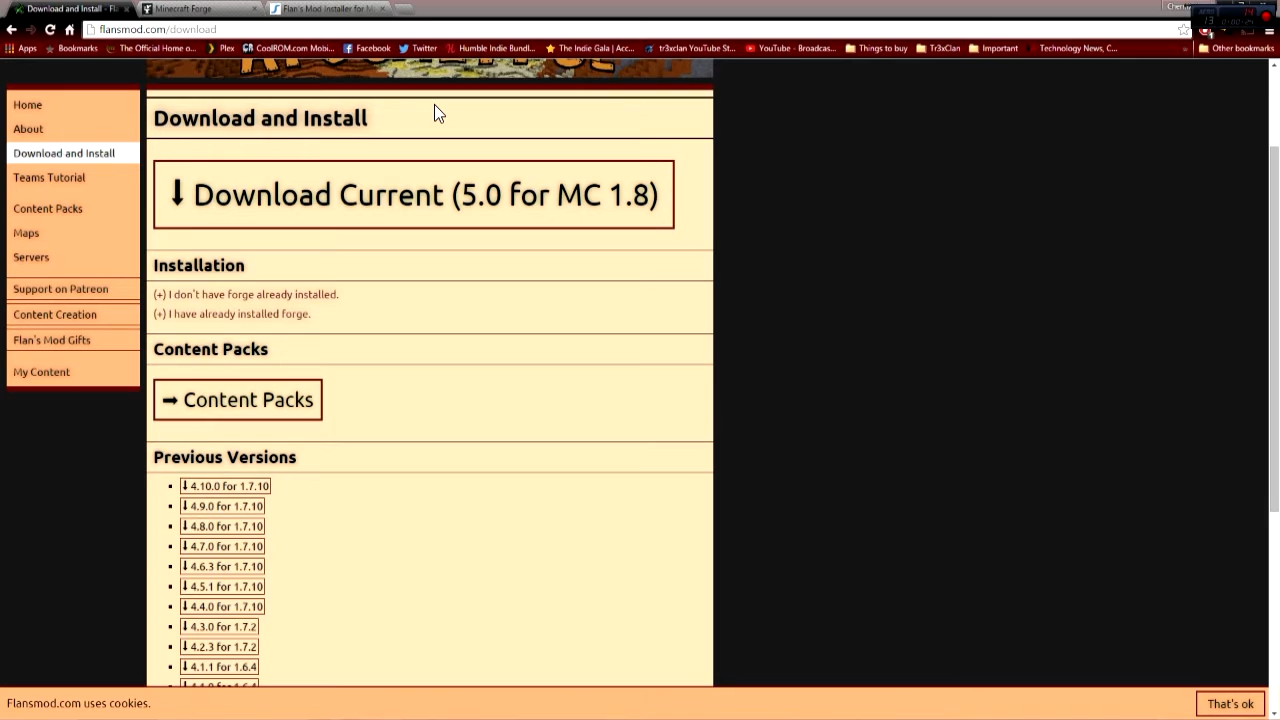 Download and Install - Fl
Minecraft Forge
Flan's Mod Installer for M
flansmod.com/download
Apps
Bookmarks
The Official Home o...
Plex
CoolROM.com Mobi...
Facebook
Twitter
Humble Indie Bundl...
The Indie Gala | Acc...
tr3xclan YouTube St...
YouTube - Broadcas...
Things to buy
Tr3xClan
Important
Technology News, C...
Other bookmarks
Home
About
Download and Install
Teams Tutorial
Content Packs
Maps
Servers
Support on Patreon
Content Creation
Flan's Mod Gifts
My Content
Download and Install
Download Current (5.0 for MC 1.8)
Installation
(+) I don't have forge already installed.
(+) I have already installed forge.
Content Packs
Content Packs
Previous Versions
4.10.0 for 1.7.10
4.9.0 for 1.7.10
4.8.0 for 1.7.10
4.7.0 for 1.7.10
4.6.3 for 1.7.10
4.5.1 for 1.7.10
4.4.0 for 1.7.10
4.3.0 for 1.7.2
4.2.3 for 1.7.2
4.1.1 for 1.6.4
Flansmod.com uses cookies.
That's ok